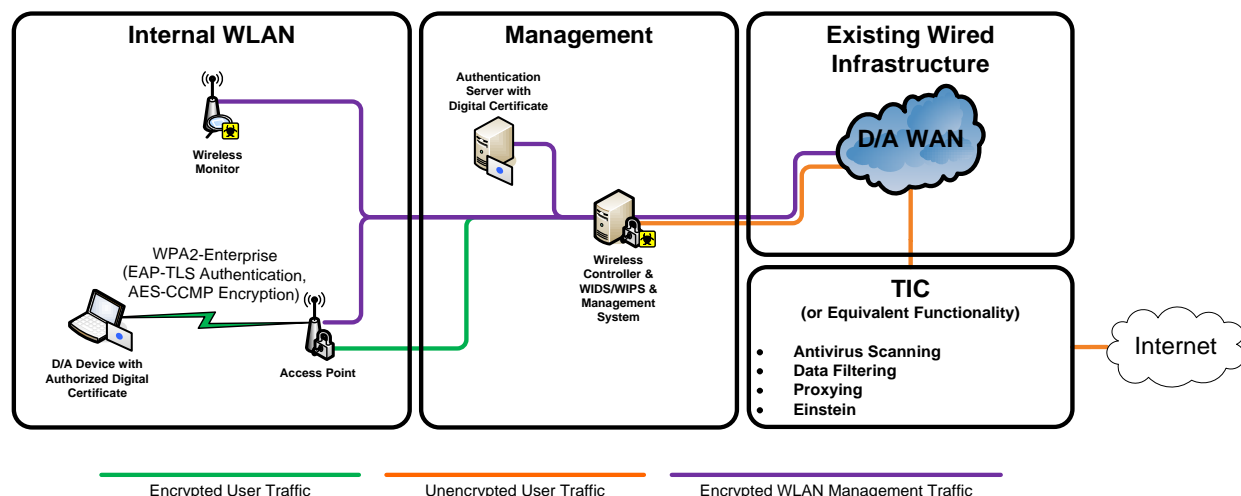 Internal WLAN
Wireless
Monitor
WPA2-Enterprise
(EAP-TLS Authentication,
AES-CCMP Encryption)
D/A Device with
Authorized Digital
Certificate
Access Point
Management
Authentication
Server with
Digital Certificate
Wireless
Controller &
WIDS/WIPS &
Management
System
Existing Wired
Infrastructure
D/A WAN
TIC
(or Equivalent Functionality)
• Antivirus Scanning
• Data Filtering
• Proxying
• Einstein
Internet
Encrypted User Traffic
Unencrypted User Traffic
Encrypted WLAN Management Traffic